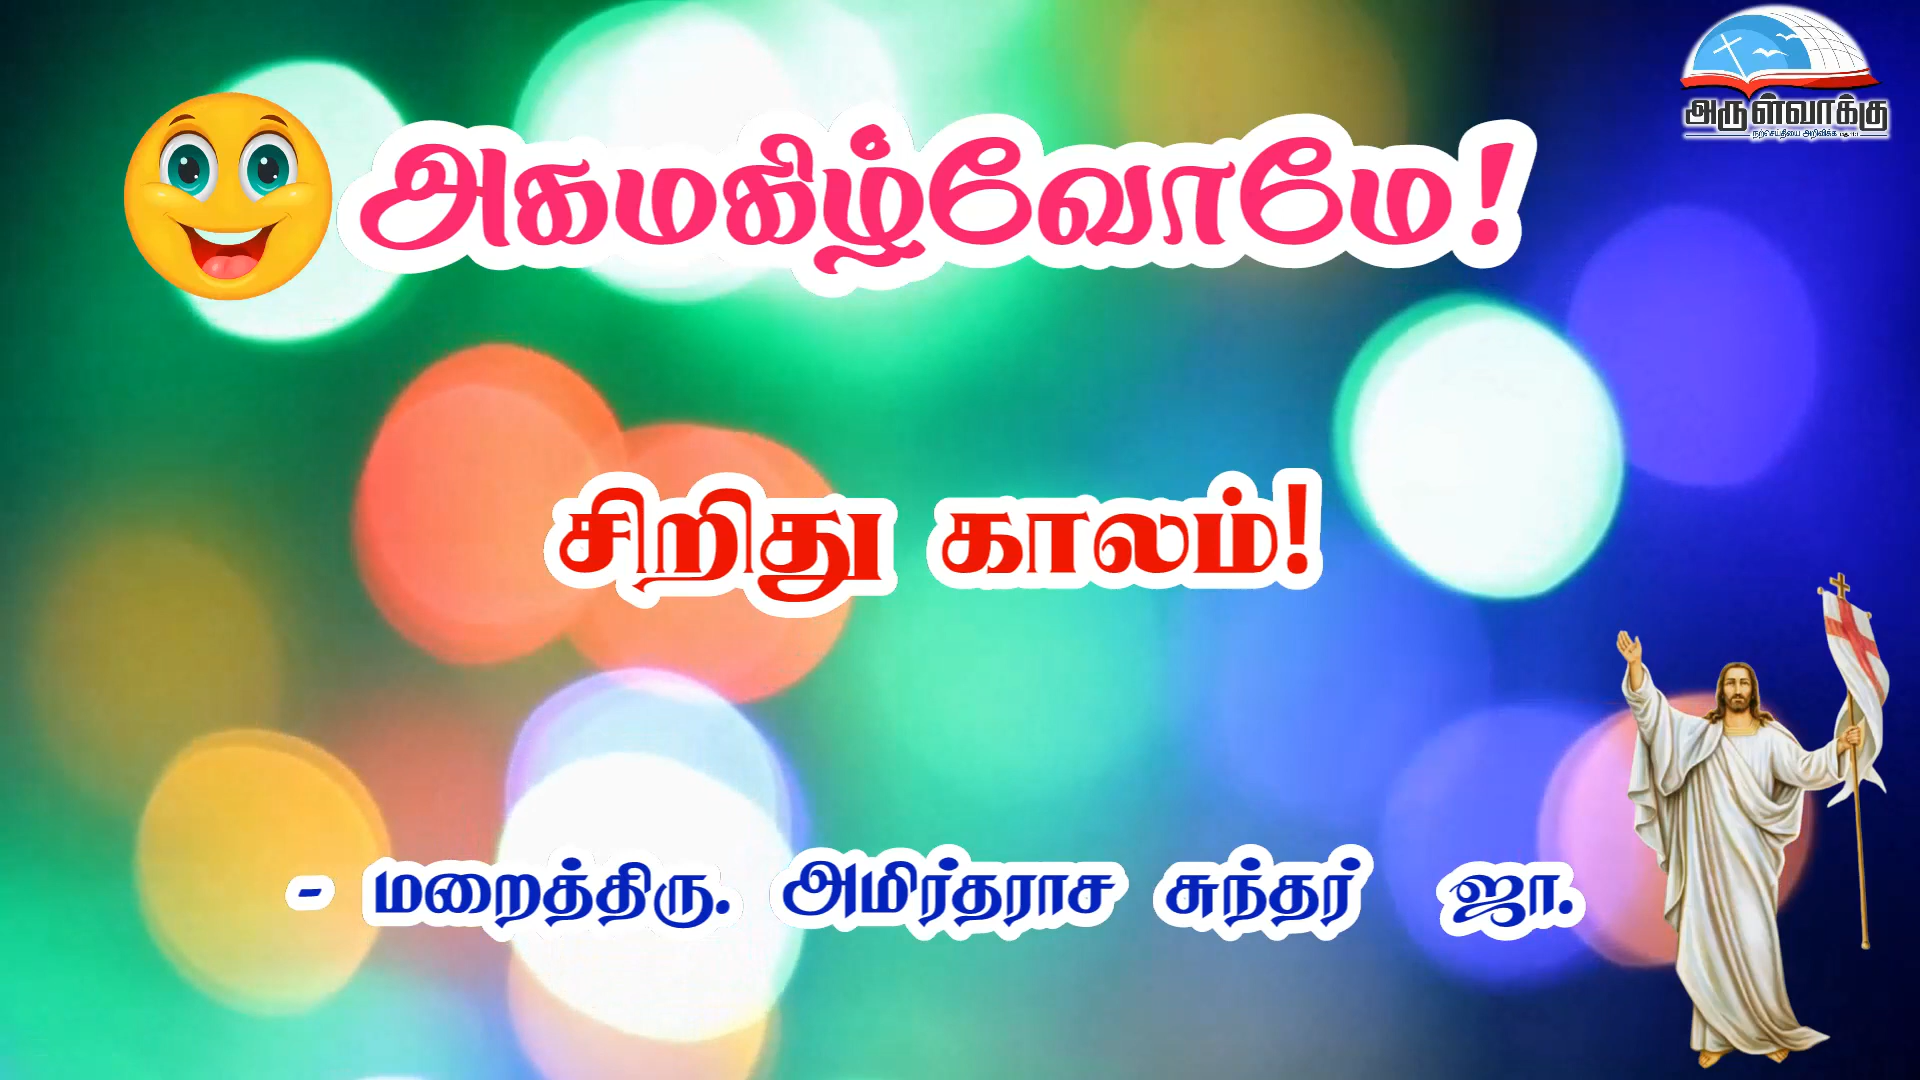 அருள்வாக்கு
அகமகிழ்வோமே!
சிறிது காலம்!
- மறைத்திரு. அமிர்தராச சுந்தர் ஜா.